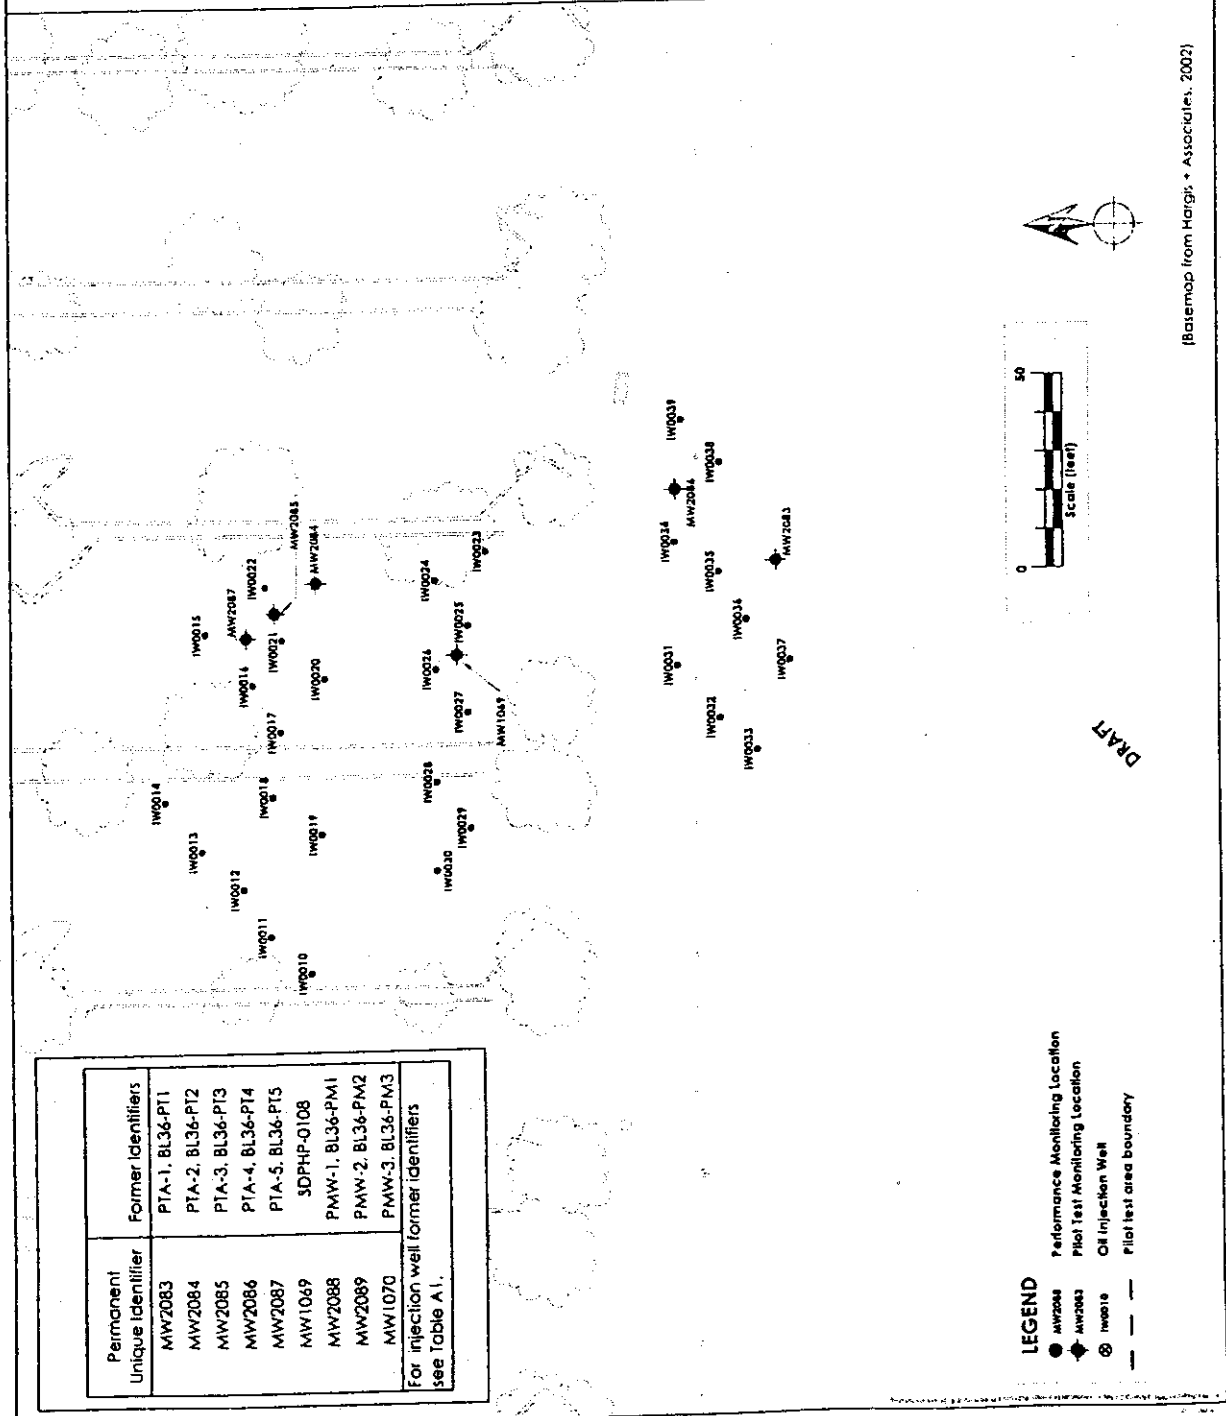 Permanent Unique Identifier Former Identifiers
MW2083 PTA-1, BL36-PT1
MW2084 PTA-2, BL36-PT2
MW2085 PTA-3, BL36-PT3
MW2086 PTA-4, BL36-PT4
MW2087 PTA-5, BL36-PT5
MW1069 SDPHP-0108
MW2088 PMW-1, BL36-PM1
MW2089 PMW-2, BL36-PM2
MW1070 PMW-3, BL36-PM3
For injection well former identifiers
see Table A1.
IW0014
IW0013
IW0012
IW0011
IW0010
IW0015
IW0016
IW0017
IW0018
IW0019
MW2087
IW0022
IW0021
IW0020
MW2085
MW2084
IW0024
IW0023
IW0025
IW0026
IW0027
IW0028
IW0029
IW0030
MW1069
IW0039
IW0038
MW2086
IW0034
IW0035
IW0036
IW0037
MW2083
IW0031
IW0032
IW0033
LEGEND
MW2088 Performance Monitoring Location
MW2083 Pilot Test Monitoring Location
IW0010 Oil Injection Well
Pilot test area boundary
DRAFT
0 50
Scale (feet)
(Basemap from Hargis + Associates, 2002)